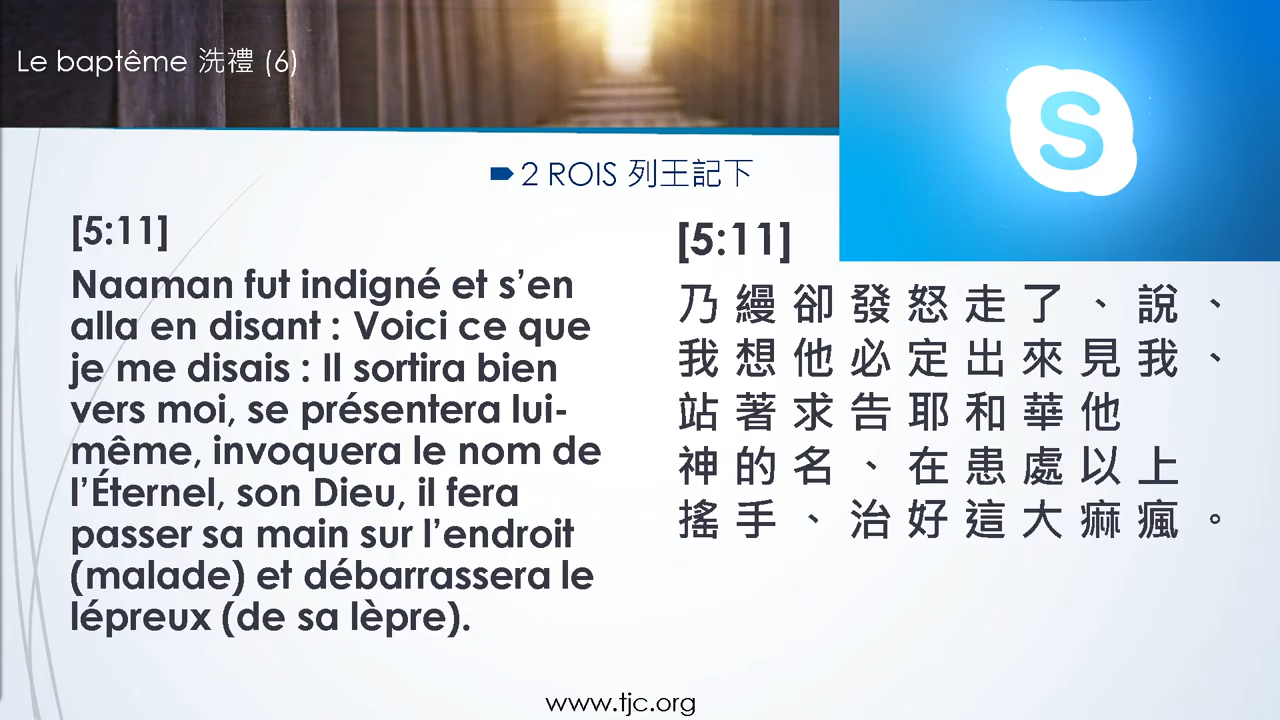 Le baptême 洗禮 (6)
S
2 ROIS 列王記下
[5:11]
Naaman fut indigné et s’en
alla en disant : Voici ce que
je me disais : Il sortira bien
vers moi, se présentera lui-
même, invoquera le nom de
l’Éternel, son Dieu, il fera
passer sa main sur l’endroit
(malade) et débarrassera le
lépreux (de sa lèpre).
[5:11]
乃縵卻發怒走了、說、
我想他必定出來見我、
站著求告耶和華他
神的名、在患處以上
搖手、治好這大痲瘋。
www.tjc.org